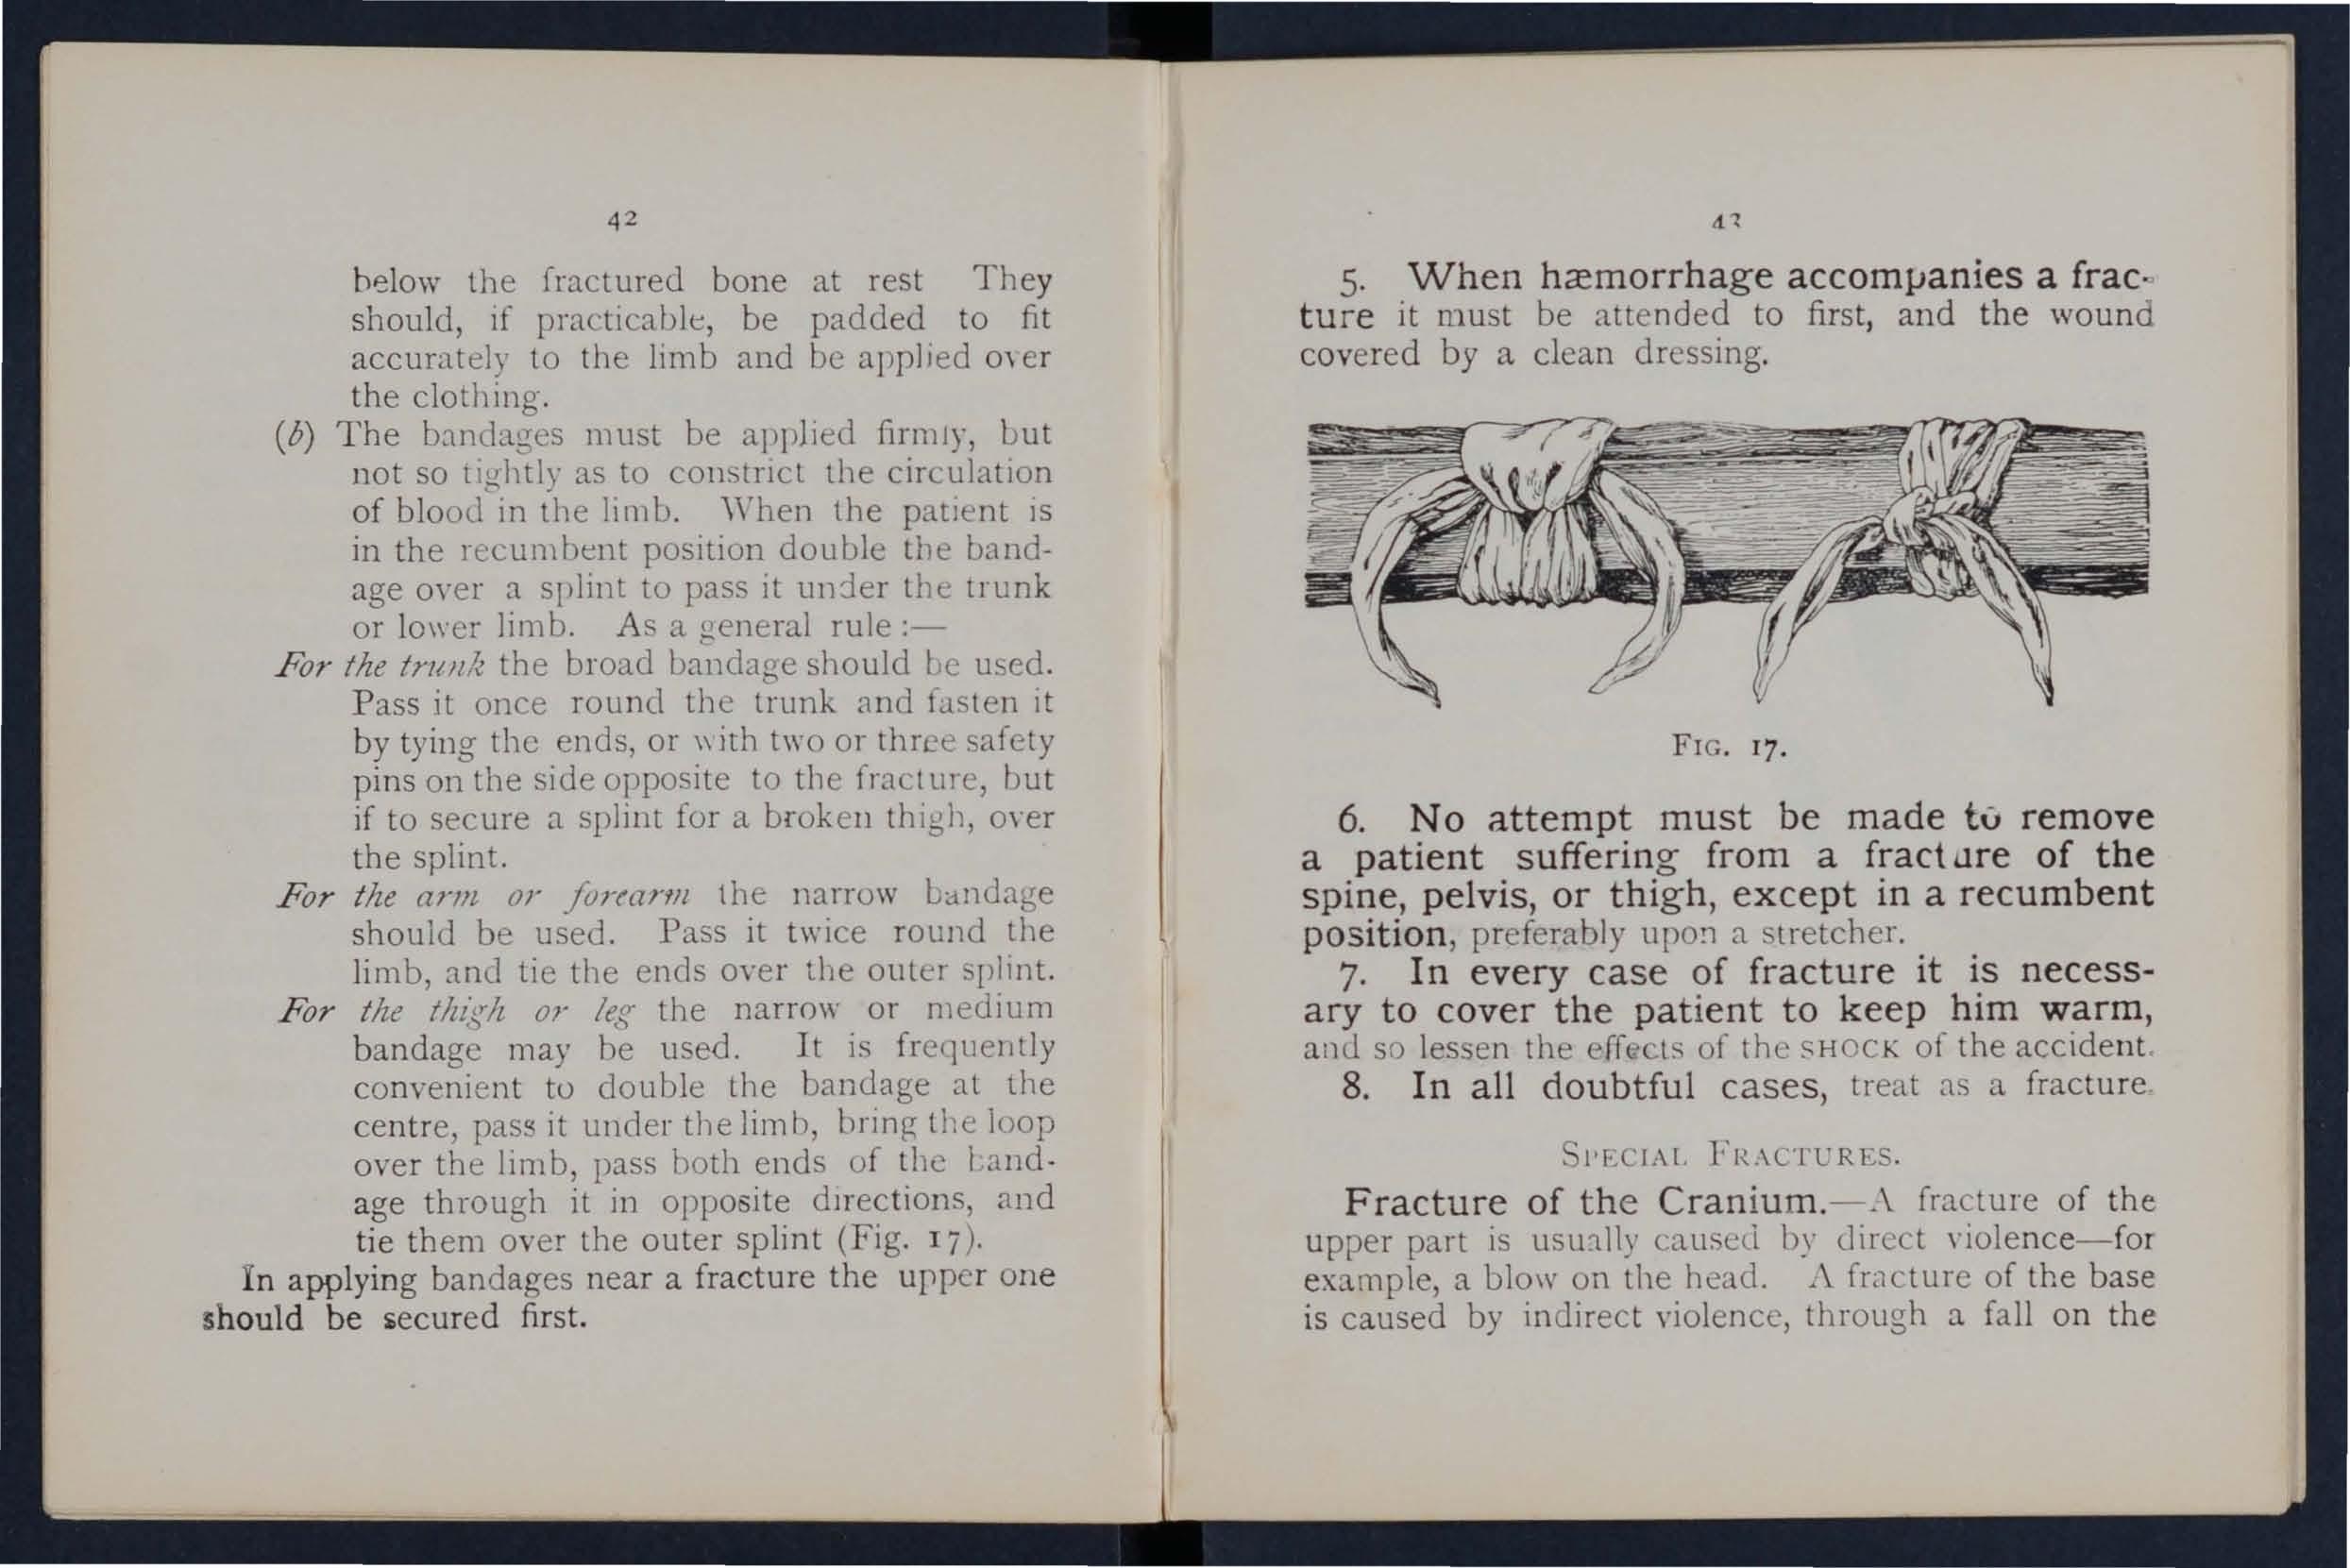 42
below the fractured bone at rest They
should, if practicable, be padded to fit
accurately to the limb and be applied over
the clothing.
(b) The bandages must be applied firmly, but
not so tightly as to constrict the circulation
of blood in the limb. When the patient is
in the recumbent position double the band-
age over a splint to pass it under the trunk
or lower limb. As a general rule :—
For the trunk the broad bandage should be used.
Pass it once round the trunk and fasten it
by tying the ends, or with two or three safety
pins on the side opposite to the fracture, but
if to secure a splint for a broken thigh, over
the splint.
For the arm or forearm the narrow bandage
should be used. Pass it twice round the
limb, and tie the ends over the outer splint.
For the thigh or leg the narrow or medium
bandage may be used. It is frequently
convenient to double the bandage at the
centre, pass it under the limb, bring the loop
over the limb, pass both ends of the band-
age through it in opposite directions, and
tie them over the outer splint (Fig. 17).
In applying bandages near a fracture the upper one
should be secured first.
43
5. When hæmorrhage accompanies a frac-
ture it must be attended to first, and the wound
covered by a clean dressing.
FIG. 17.
6. No attempt must be made to remove
a patient suffering from a fracture of the
spine, pelvis, or thigh, except in a recumbent
position, preferably upon a stretcher.
7. In every case of fracture it is necess-
ary to cover the patient to keep him warm,
and so lessen the effects of the SHOCK of the accident.
8. In all doubtful cases, treat as a fracture.
SPECIAL FRACTURES.
Fracture of the Cranium.—A fracture of the
upper part is usually caused by direct violence—for
example, a blow on the head. A fracture of the base
is caused by indirect violence, through a fall on the